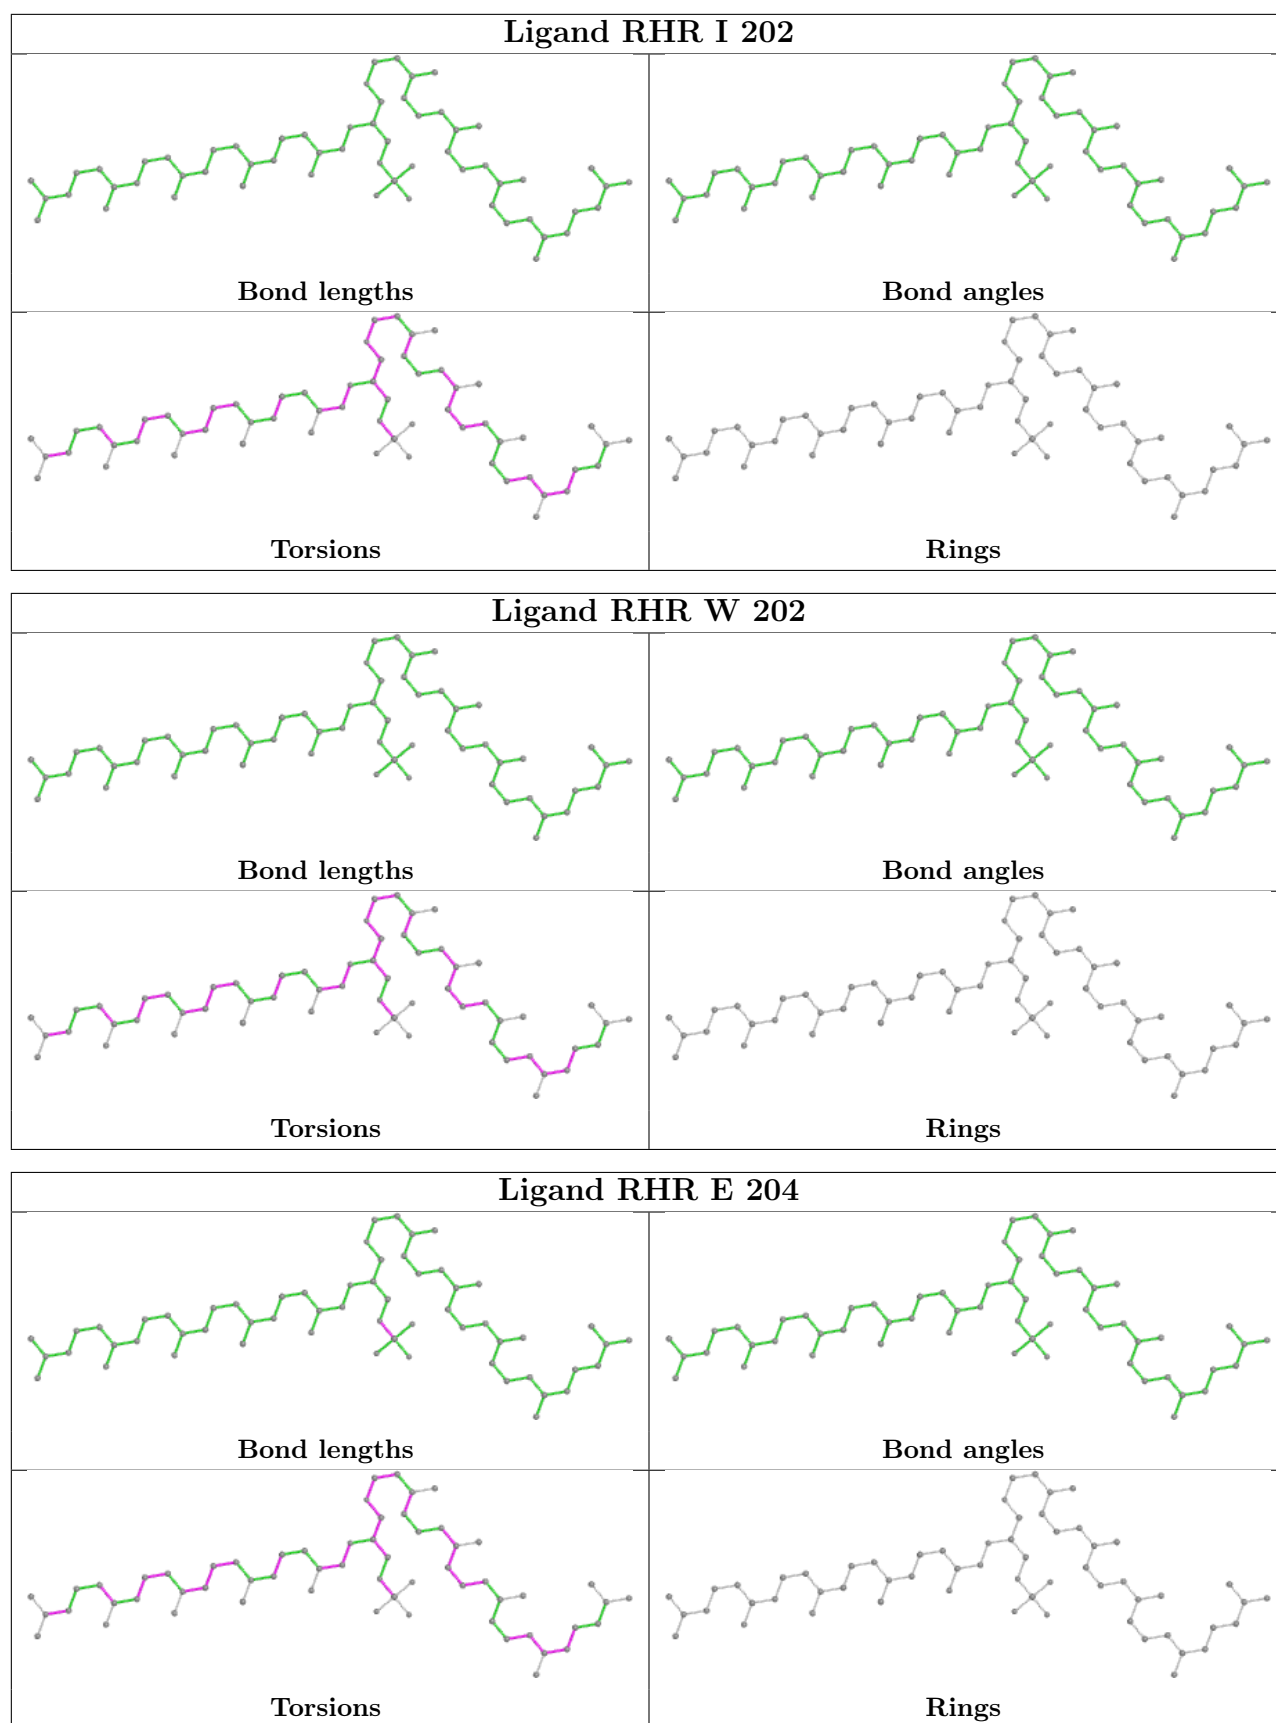 Ligand RHR I 202
Bond lengths
Bond angles
Torsions
Rings
Ligand RHR W 202
Bond lengths
Bond angles
Torsions
Rings
Ligand RHR E 204
Bond lengths
Bond angles
Torsions
Rings